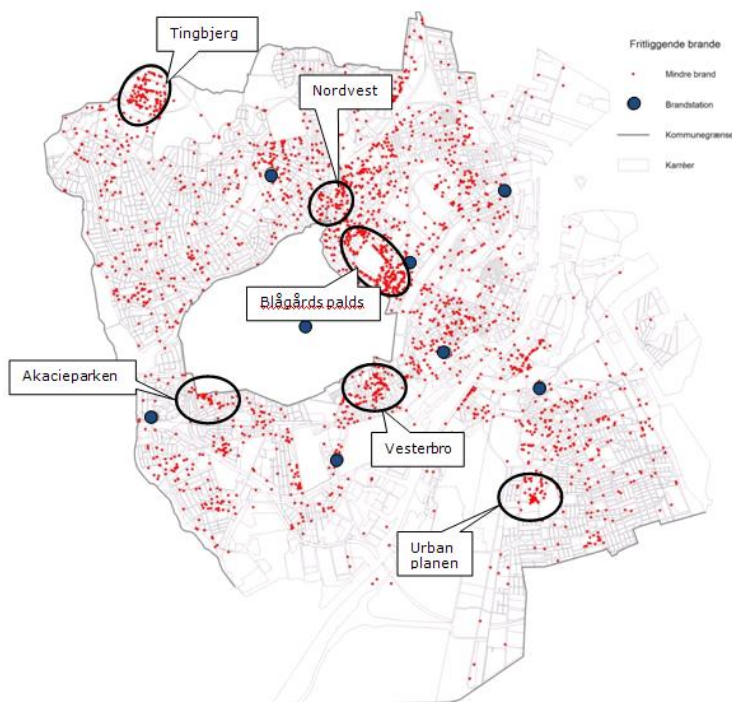 Tingbjerg
Nordvest
Fritliggende brande
Mindre brand
Brandstation
Kommunegrænse
Karréer
Blågårds palds
Akacieparken
Vesterbro
Urban
planen